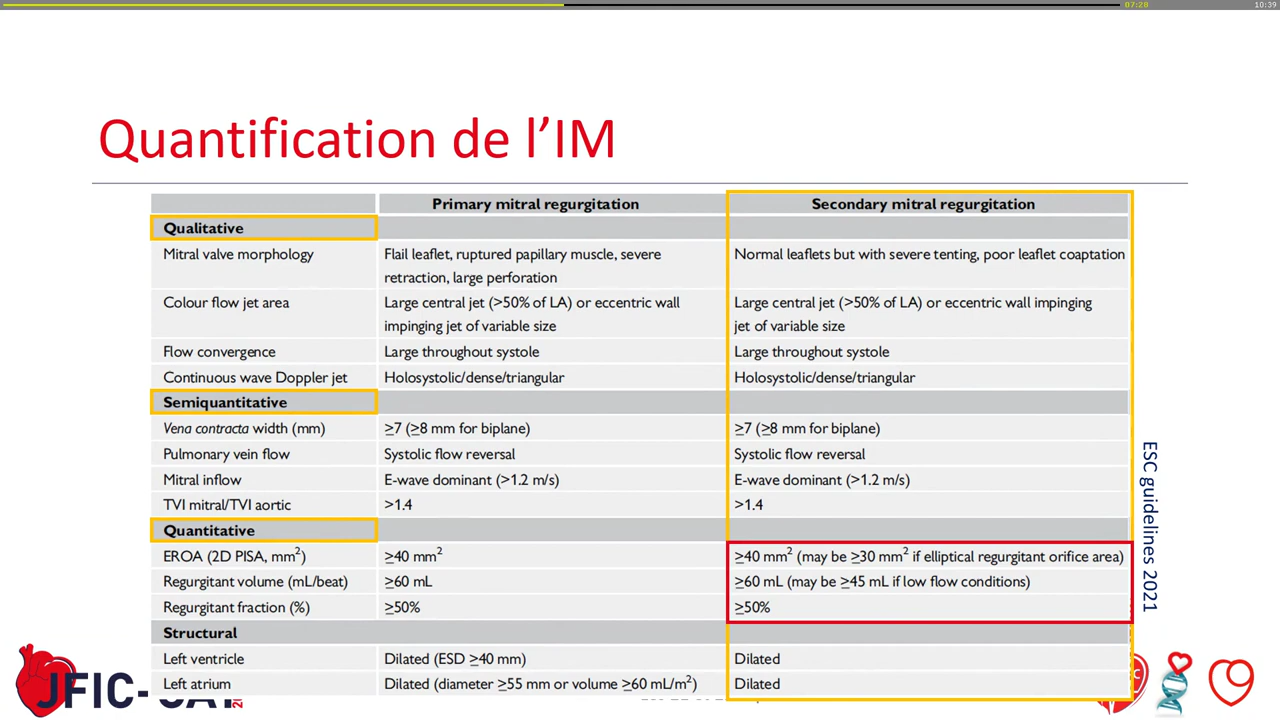 07:28
10:39
Quantification de l’IM
Primary mitral regurgitation Secondary mitral regurgitation
Qualitative
Mitral valve morphology Flail leaflet, ruptured papillary muscle, severe retraction, large perforation Normal leaflets but with severe tenting, poor leaflet coaptation
Colour flow jet area Large central jet (>50% of LA) or eccentric wall impinging jet of variable size Large central jet (>50% of LA) or eccentric wall impinging jet of variable size
Flow convergence Large throughout systole Large throughout systole
Continuous wave Doppler jet Holosystolic/dense/triangular Holosystolic/dense/triangular
Semiquantitative
Vena contracta width (mm) ≥7 (≥8 mm for biplane) ≥7 (≥8 mm for biplane)
Pulmonary vein flow Systolic flow reversal Systolic flow reversal
Mitral inflow E-wave dominant (>1.2 m/s) E-wave dominant (>1.2 m/s)
TVI mitral/TVI aortic >1.4 >1.4
Quantitative
EROA (2D PISA, mm²) ≥40 mm² ≥40 mm² (may be ≥30 mm² if elliptical regurgitant orifice area)
Regurgitant volume (mL/beat) ≥60 mL ≥60 mL (may be ≥45 mL if low flow conditions)
Regurgitant fraction (%) ≥50% ≥50%
Structural
Left ventricle Dilated (ESD ≥40 mm) Dilated
Left atrium Dilated (diameter ≥55 mm or volume ≥60 mL/m²) Dilated
ESC guidelines 2021
JFIC-